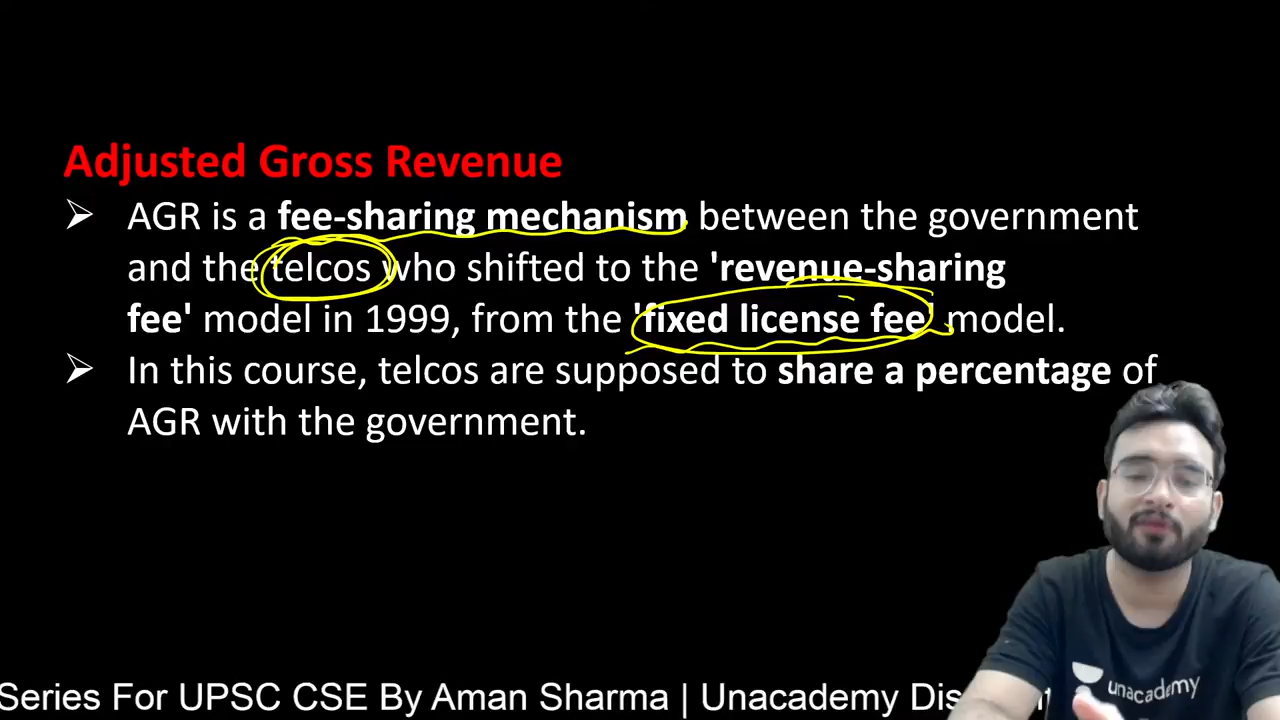 Adjusted Gross Revenue
➢ AGR is a fee-sharing mechanism between the government
and the telcos who shifted to the 'revenue-sharing
fee' model in 1999, from the 'fixed license fee' model.
➢ In this course, telcos are supposed to share a percentage of
AGR with the government.
unacademy
Series For UPSC CSE By Aman Sharma | Unacademy Dis